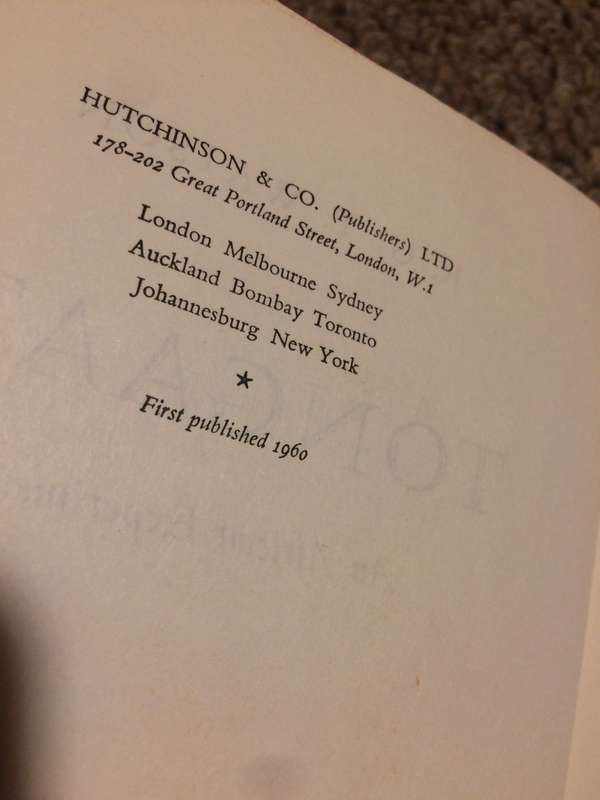 HUTCHINSON & CO. (Publishers) LTD
178–202 Great Portland Street, London, W.1
London Melbourne Sydney
Auckland Bombay Toronto
Johannesburg New York
★
First published 1960